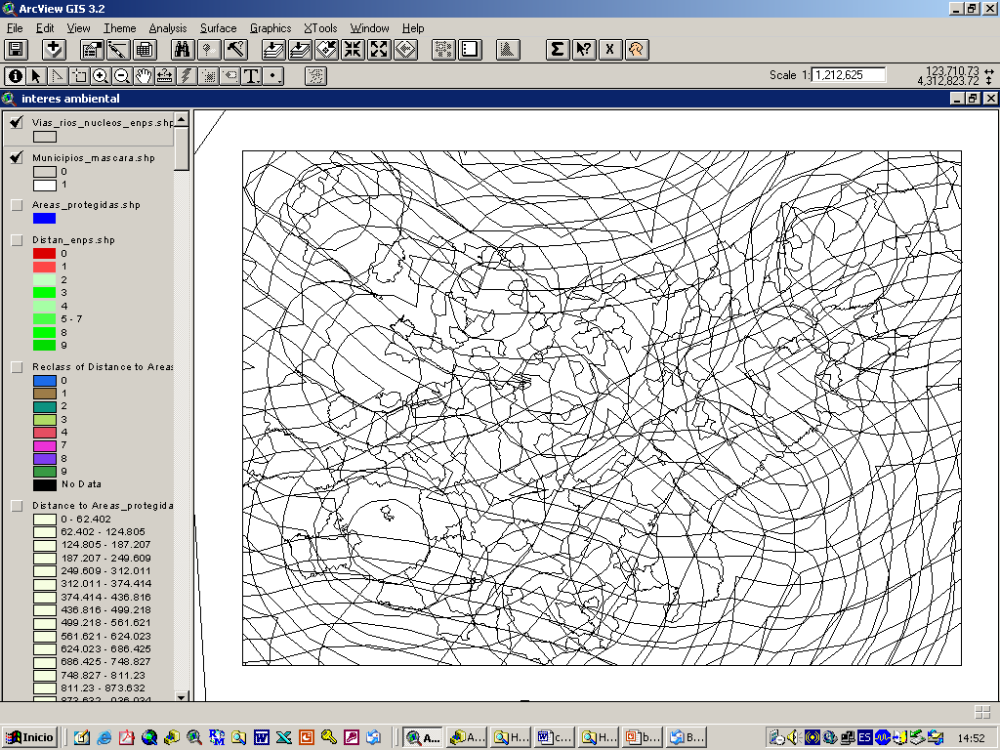 ArcView GIS 3.2
File Edit View Theme Analysis Surface Graphics XTools Window Help
Scale 1: 1,212,625
123,710.73
4,312,823.72
interes ambiental
Vias_rios_nucleos_enps.shp
Municipios_mascara.shp
0
1
Areas_protegidas.shp
Distan_enps.shp
0
1
2
3
4
5 - 7
8
9
Reclass of Distance to Areas
0
1
2
3
4
7
8
9
No Data
Distance to Areas_protegida
0 - 62.402
62.402 - 124.805
124.805 - 187.207
187.207 - 249.609
249.609 - 312.011
312.011 - 374.414
374.414 - 436.816
436.816 - 499.218
499.218 - 561.621
561.621 - 624.023
624.023 - 686.425
686.425 - 748.827
748.827 - 811.23
811.23 - 873.632
Inicio A... A... H... c... H... b... B... ES 14:52